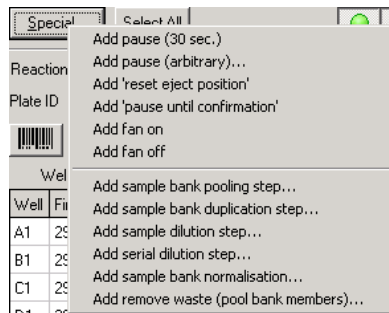 Special
Select All
Add pause (30 sec.)
Add pause (arbitrary)...
Add 'reset eject position'
Add 'pause until confirmation'
Add fan on
Add fan off
Add sample bank pooling step...
Add sample bank duplication step...
Add sample dilution step...
Add serial dilution step...
Add sample bank normalisation...
Add remove waste (pool bank members)...
Reaction
Plate ID
Well
A1
B1
C1